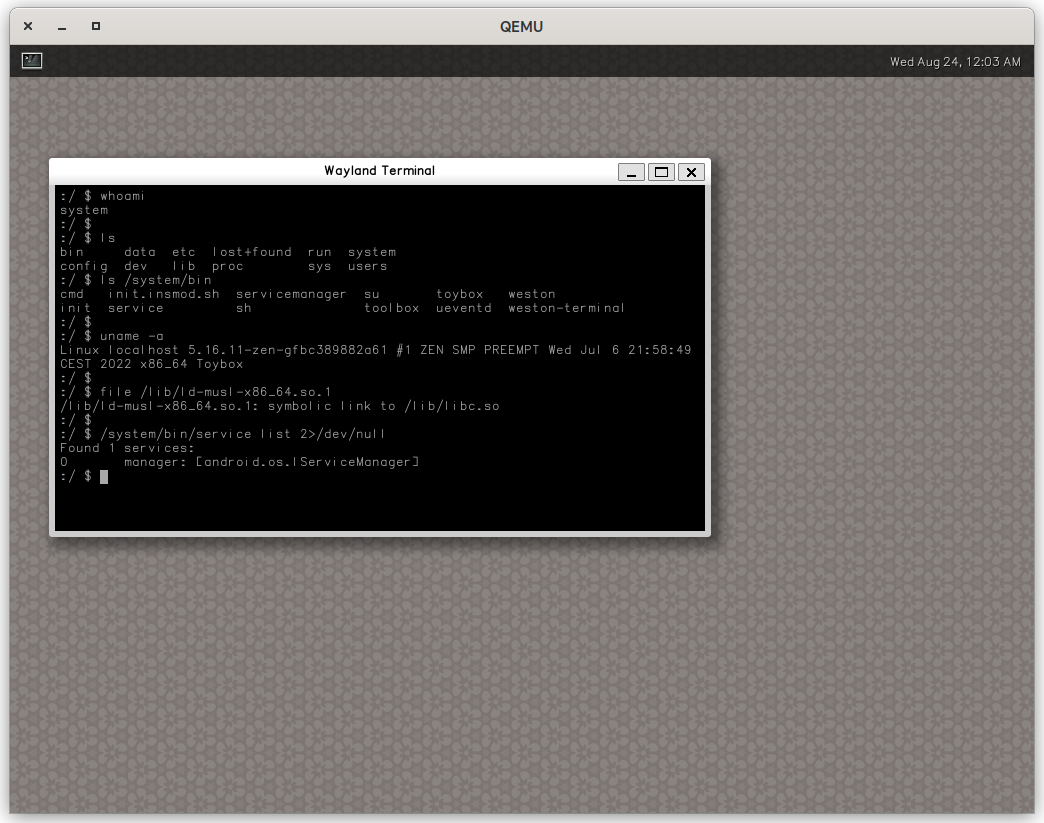 QEMU
Wed Aug 24, 12:03 AM
Wayland Terminal
:/ $ whoami
system
:/ $
:/ $ ls
bin     data  etc  lost+found  run  system
config  dev   lib  proc        sys  users
:/ $ ls /system/bin
cmd   init.insmod.sh  servicemanager  su       toybox   weston
init  service         sh              toolbox  ueventd  weston-terminal
:/ $
:/ $ uname -a
Linux localhost 5.16.11-zen-gfbc389882a61 #1 ZEN SMP PREEMPT Wed Jul 6 21:58:49
CEST 2022 x86_64 Toybox
:/ $
:/ $ file /lib/ld-musl-x86_64.so.1
/lib/ld-musl-x86_64.so.1: symbolic link to /lib/libc.so
:/ $
:/ $ /system/bin/service list 2>/dev/null
Found 1 services:
0       manager: [android.os.IServiceManager]
:/ $